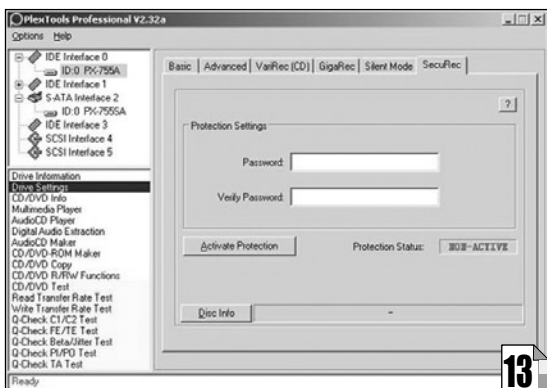 PlexTools Professional V2.32a
Options Help
IDE Interface 0
ID:0 PX-755A
IDE Interface 1
S-ATA Interface 2
ID:0 PX-755SA
IDE Interface 3
SCSI Interface 4
SCSI Interface 5
Drive Information
Drive Settings
CD/DVD Info
Multimedia Player
AudioCD Player
Digital Audio Extraction
AudioCD Maker
CD/DVD-ROM Maker
CD/DVD Copy
CD/DVD R/RW Functions
CD/DVD Test
Read Transfer Rate Test
Write Transfer Rate Test
Q-Check C1/C2 Test
Q-Check FE/TE Test
Q-Check Beta/Jitter Test
Q-Check PI/PO Test
Q-Check TA Test
Basic Advanced VariRec (CD) GigaRec Silent Mode SecuRec
?
Protection Settings
Password:
Verify Password:
Activate Protection Protection Status: NON-ACTIVE
Disc Info -
Ready
13